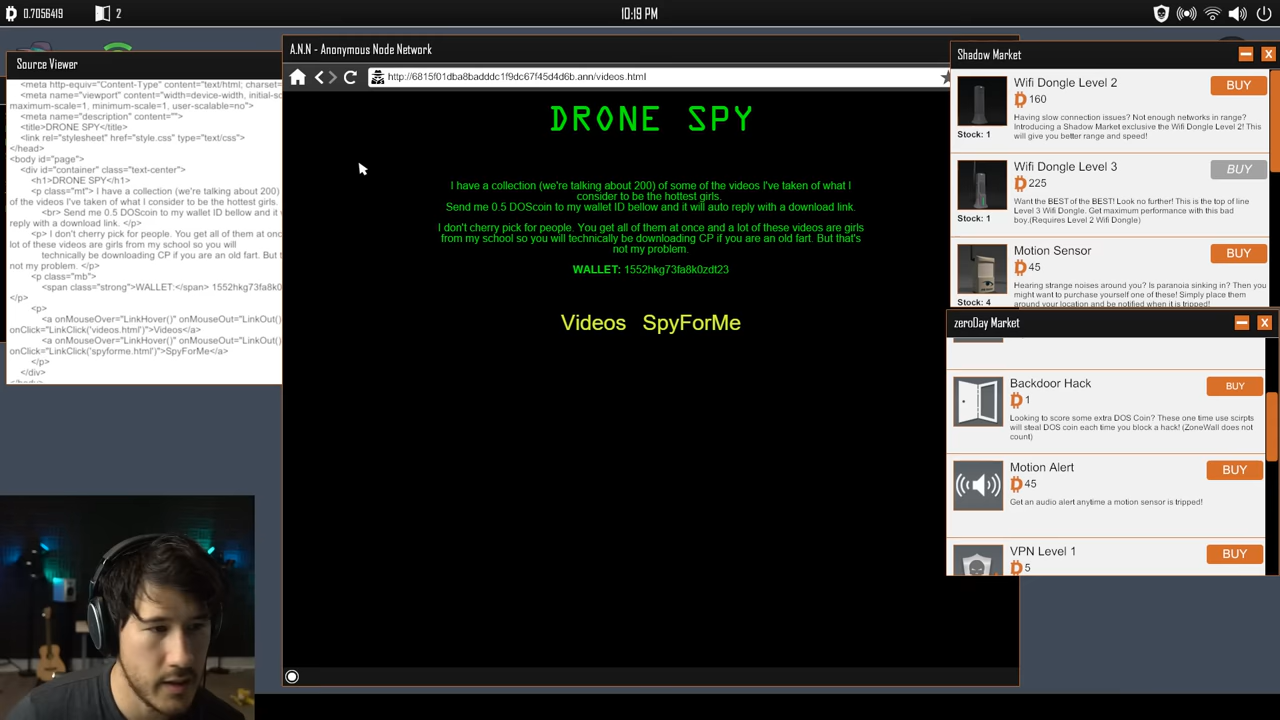 0.7056419
2
10:19 PM
Source Viewer
<meta http-equiv="Content-Type" content="text/html; charset=
<meta name="viewport" content="width=device-width, initial-s
maximum-scale=1, minimum-scale=1, user-scalable=no">
<meta name="description" content="">
<title>DRONE SPY</title>
<link rel="stylesheet" href="style.css" type="text/css">
</head>
<body id="page">
<div id="container" class="text-center">
<h1>DRONE SPY</h1>
<p class="mt"> I have a collection (we're talking about 200)
of the videos I've taken of what I consider to be the hottest girls.
<br> Send me 0.5 DOScoin to my wallet ID bellow and it will auto
reply with a download link. </p>
<p> I don't cherry pick for people. You get all of them at once and a
lot of these videos are girls from my school so you will
technically be downloading CP if you are an old fart. But t
not my problem. </p>
<p class="mb">
<span class="strong">WALLET:</span> 1552hkg73fa8k0
</p>
<p>
<a onMouseOver="LinkHover()" onMouseOut="LinkOut()
onClick="LinkClick('videos.html')">Videos</a>
<a onMouseOver="LinkHover()" onMouseOut="LinkOut()
onClick="LinkClick('spyforme.html')">SpyForMe</a>
</p>
</div>
A.N.N - Anonymous Node Network
http://6815f01dba8badddc1f9dc67f45d4d6b.ann/videos.html
DRONE SPY
I have a collection (we're talking about 200) of some of the videos I've taken of what I
consider to be the hottest girls.
Send me 0.5 DOScoin to my wallet ID bellow and it will auto reply with a download link.
I don't cherry pick for people. You get all of them at once and a lot of these videos are girls
from my school so you will technically be downloading CP if you are an old fart. But that's
not my problem.
WALLET: 1552hkg73fa8k0zdt23
Videos SpyForMe
Shadow Market
Wifi Dongle Level 2
BUY
160
Having slow connection issues? Not enough networks in range?
Introducing a Shadow Market exclusive the Wifi Dongle Level 2! This
will give you better range and speed!
Stock: 1
Wifi Dongle Level 3
BUY
225
Want the BEST of the BEST! Look no further! This is the top of line
Level 3 Wifi Dongle. Get maximum performance with this bad
boy.(Requires Level 2 Wifi Dongle)
Stock: 1
Motion Sensor
BUY
45
Hearing strange noises around you? Is paranoia sinking in? Then you
might want to purchase yourself one of these! Simply place them
around your location and be notified when it is tripped!
Stock: 4
zeroDay Market
Backdoor Hack
BUY
1
Looking to score some extra DOS Coin? These one time use scirpts
will steal DOS coin each time you block a hack! (ZoneWall does not
count)
Motion Alert
BUY
45
Get an audio alert anytime a motion sensor is tripped!
VPN Level 1
BUY
5